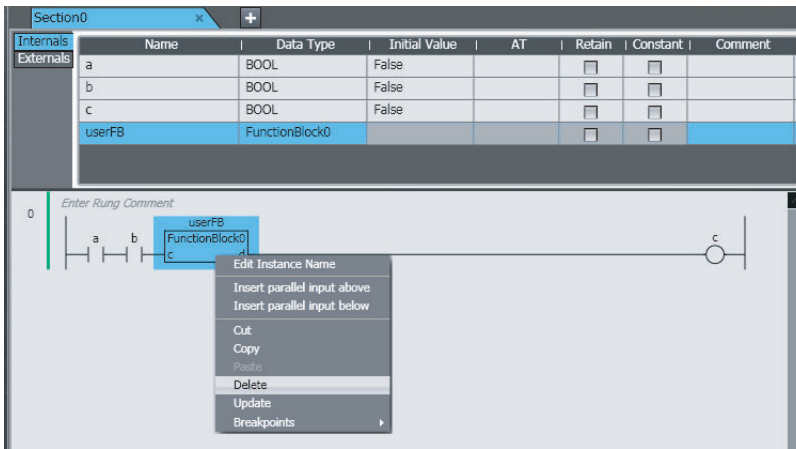 Section0 × +
Internals Name Data Type Initial Value AT Retain Constant Comment
Externals
a BOOL False
b BOOL False
c BOOL False
userFB FunctionBlock0
0 Enter Rung Comment
userFB
a b FunctionBlock0 c
c d
Edit Instance Name
Insert parallel input above
Insert parallel input below
Cut
Copy
Paste
Delete
Update
Breakpoints